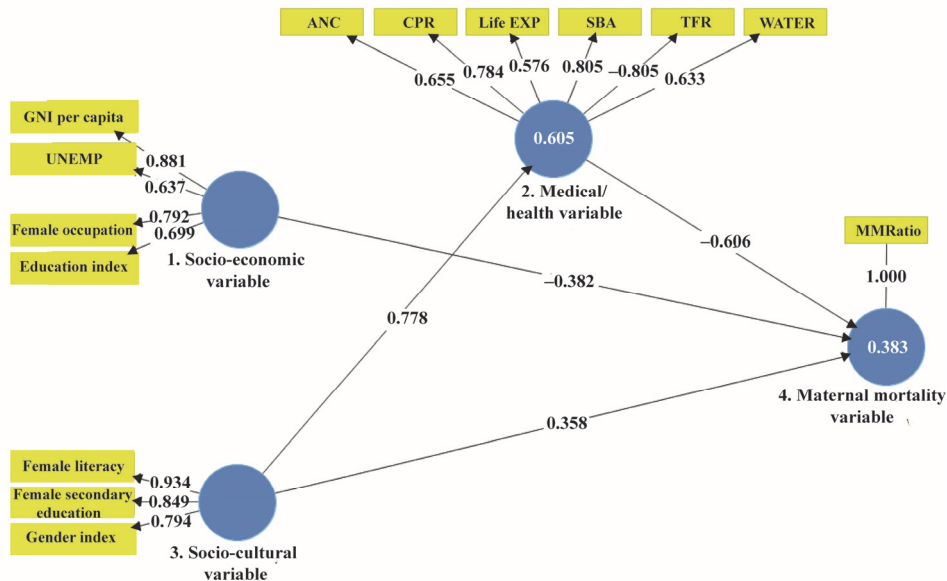 ANC
CPR
Life EXP
SBA
TFR
WATER
0.655
0.784
0.576
0.805
–0.805
0.633
GNI per capita
UNEMP
Female occupation
Education index
0.881
0.637
0.792
0.699
1. Socio-economic
variable
0.605
2. Medical/
health variable
–0.606
–0.382
0.778
0.358
MMRatio
1.000
0.383
4. Maternal mortality
variable
Female literacy
Female secondary
education
Gender index
0.934
0.849
0.794
3. Socio-cultural
variable